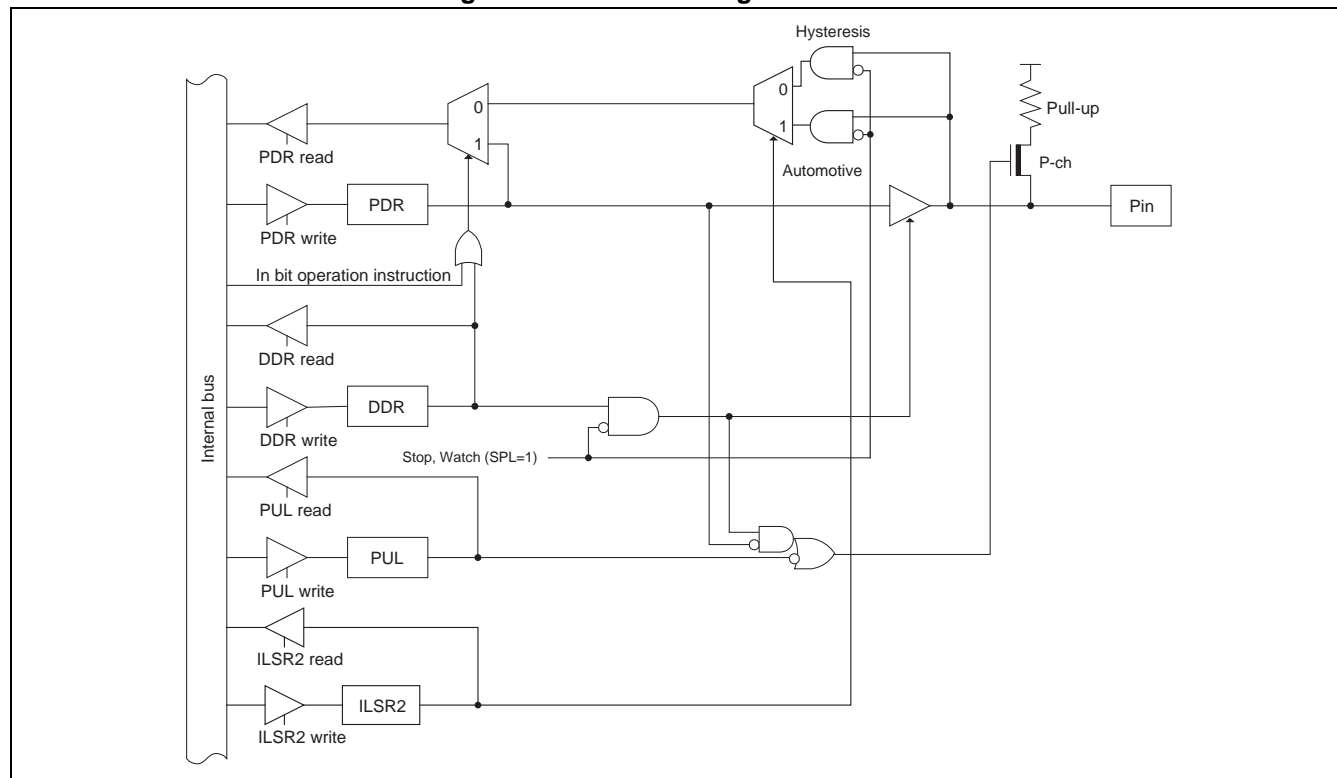 Hysteresis
0
0
Pull-up
1
1
PDR read
Automotive
P-ch
PDR
Pin
PDR write
In bit operation instruction
DDR read
Internal bus
DDR
DDR write
Stop, Watch (SPL=1)
PUL read
PUL
PUL write
ILSR2 read
ILSR2
ILSR2 write